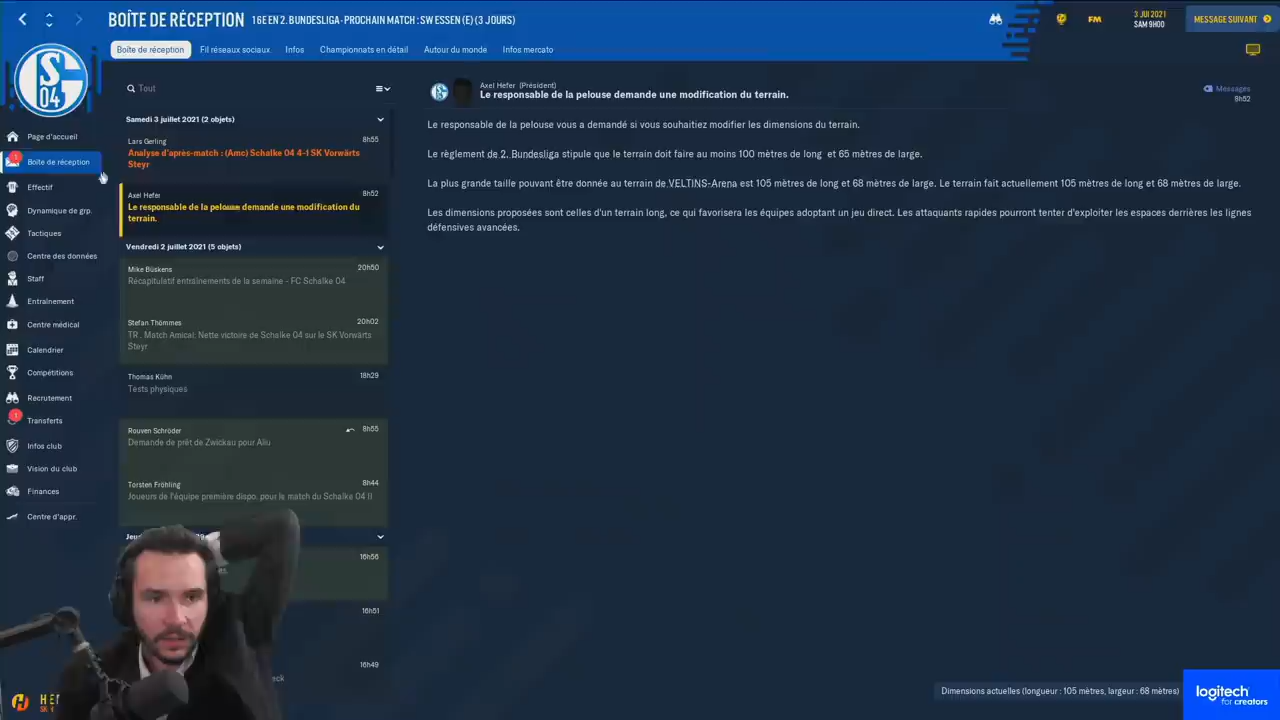 BOÎTE DE RÉCEPTION
16E EN 2. BUNDESLIGA- PROCHAIN MATCH : SW ESSEN (E) (3 JOURS)
FM
3 JUI 2021
SAM 9H00
MESSAGE SUIVANT
Boîte de réception
Fil réseaux sociaux
Infos
Championnats en détail
Autour du monde
Infos mercato
S
04
Page d'accueil
1
Boîte de réception
Effectif
Dynamique de grp.
Tactiques
Centre des données
Staff
Entraînement
Centre médical
Calendrier
Compétitions
Recrutement
1
Transferts
Infos club
Vision du club
Finances
Centre d'appr.
Tout
Samedi 3 juillet 2021 (2 objets)
Lars Gerling
8h55
Analyse d'après-match : (Amc) Schalke 04 4-1 SK Vorwärts
Steyr
Axel Hefer
8h52
Le responsable de la pelouse demande une modification du
terrain.
Vendredi 2 juillet 2021 (5 objets)
Mike Büskens
20h50
Récapitulatif entraînements de la semaine - FC Schalke 04
Stefan Thömmes
20h02
TR . Match Amical: Nette victoire de Schalke 04 sur le SK Vorwärts
Steyr
Thomas Kühn
18h29
Tests physiques
Rouven Schröder
8h55
Demande de prêt de Zwickau pour Aliu
Torsten Fröhling
8h44
Joueurs de l'équipe première dispo. pour le match du Schalke 04 II
16h56
16h51
16h49
Axel Hefer (Président)
Le responsable de la pelouse demande une modification du terrain.
Messages
8h52
Le responsable de la pelouse vous a demandé si vous souhaitiez modifier les dimensions du terrain.
Le règlement de 2. Bundesliga stipule que le terrain doit faire au moins 100 mètres de long et 65 mètres de large.
La plus grande taille pouvant être donnée au terrain de VELTINS-Arena est 105 mètres de long et 68 mètres de large. Le terrain fait actuellement 105 mètres de long et 68 mètres de large.
Les dimensions proposées sont celles d'un terrain long, ce qui favorisera les équipes adoptant un jeu direct. Les attaquants rapides pourront tenter d'exploiter les espaces derrières les lignes
défensives avancées.
Dimensions actuelles (longueur : 105 mètres, largeur : 68 mètres)
logitech
for creators